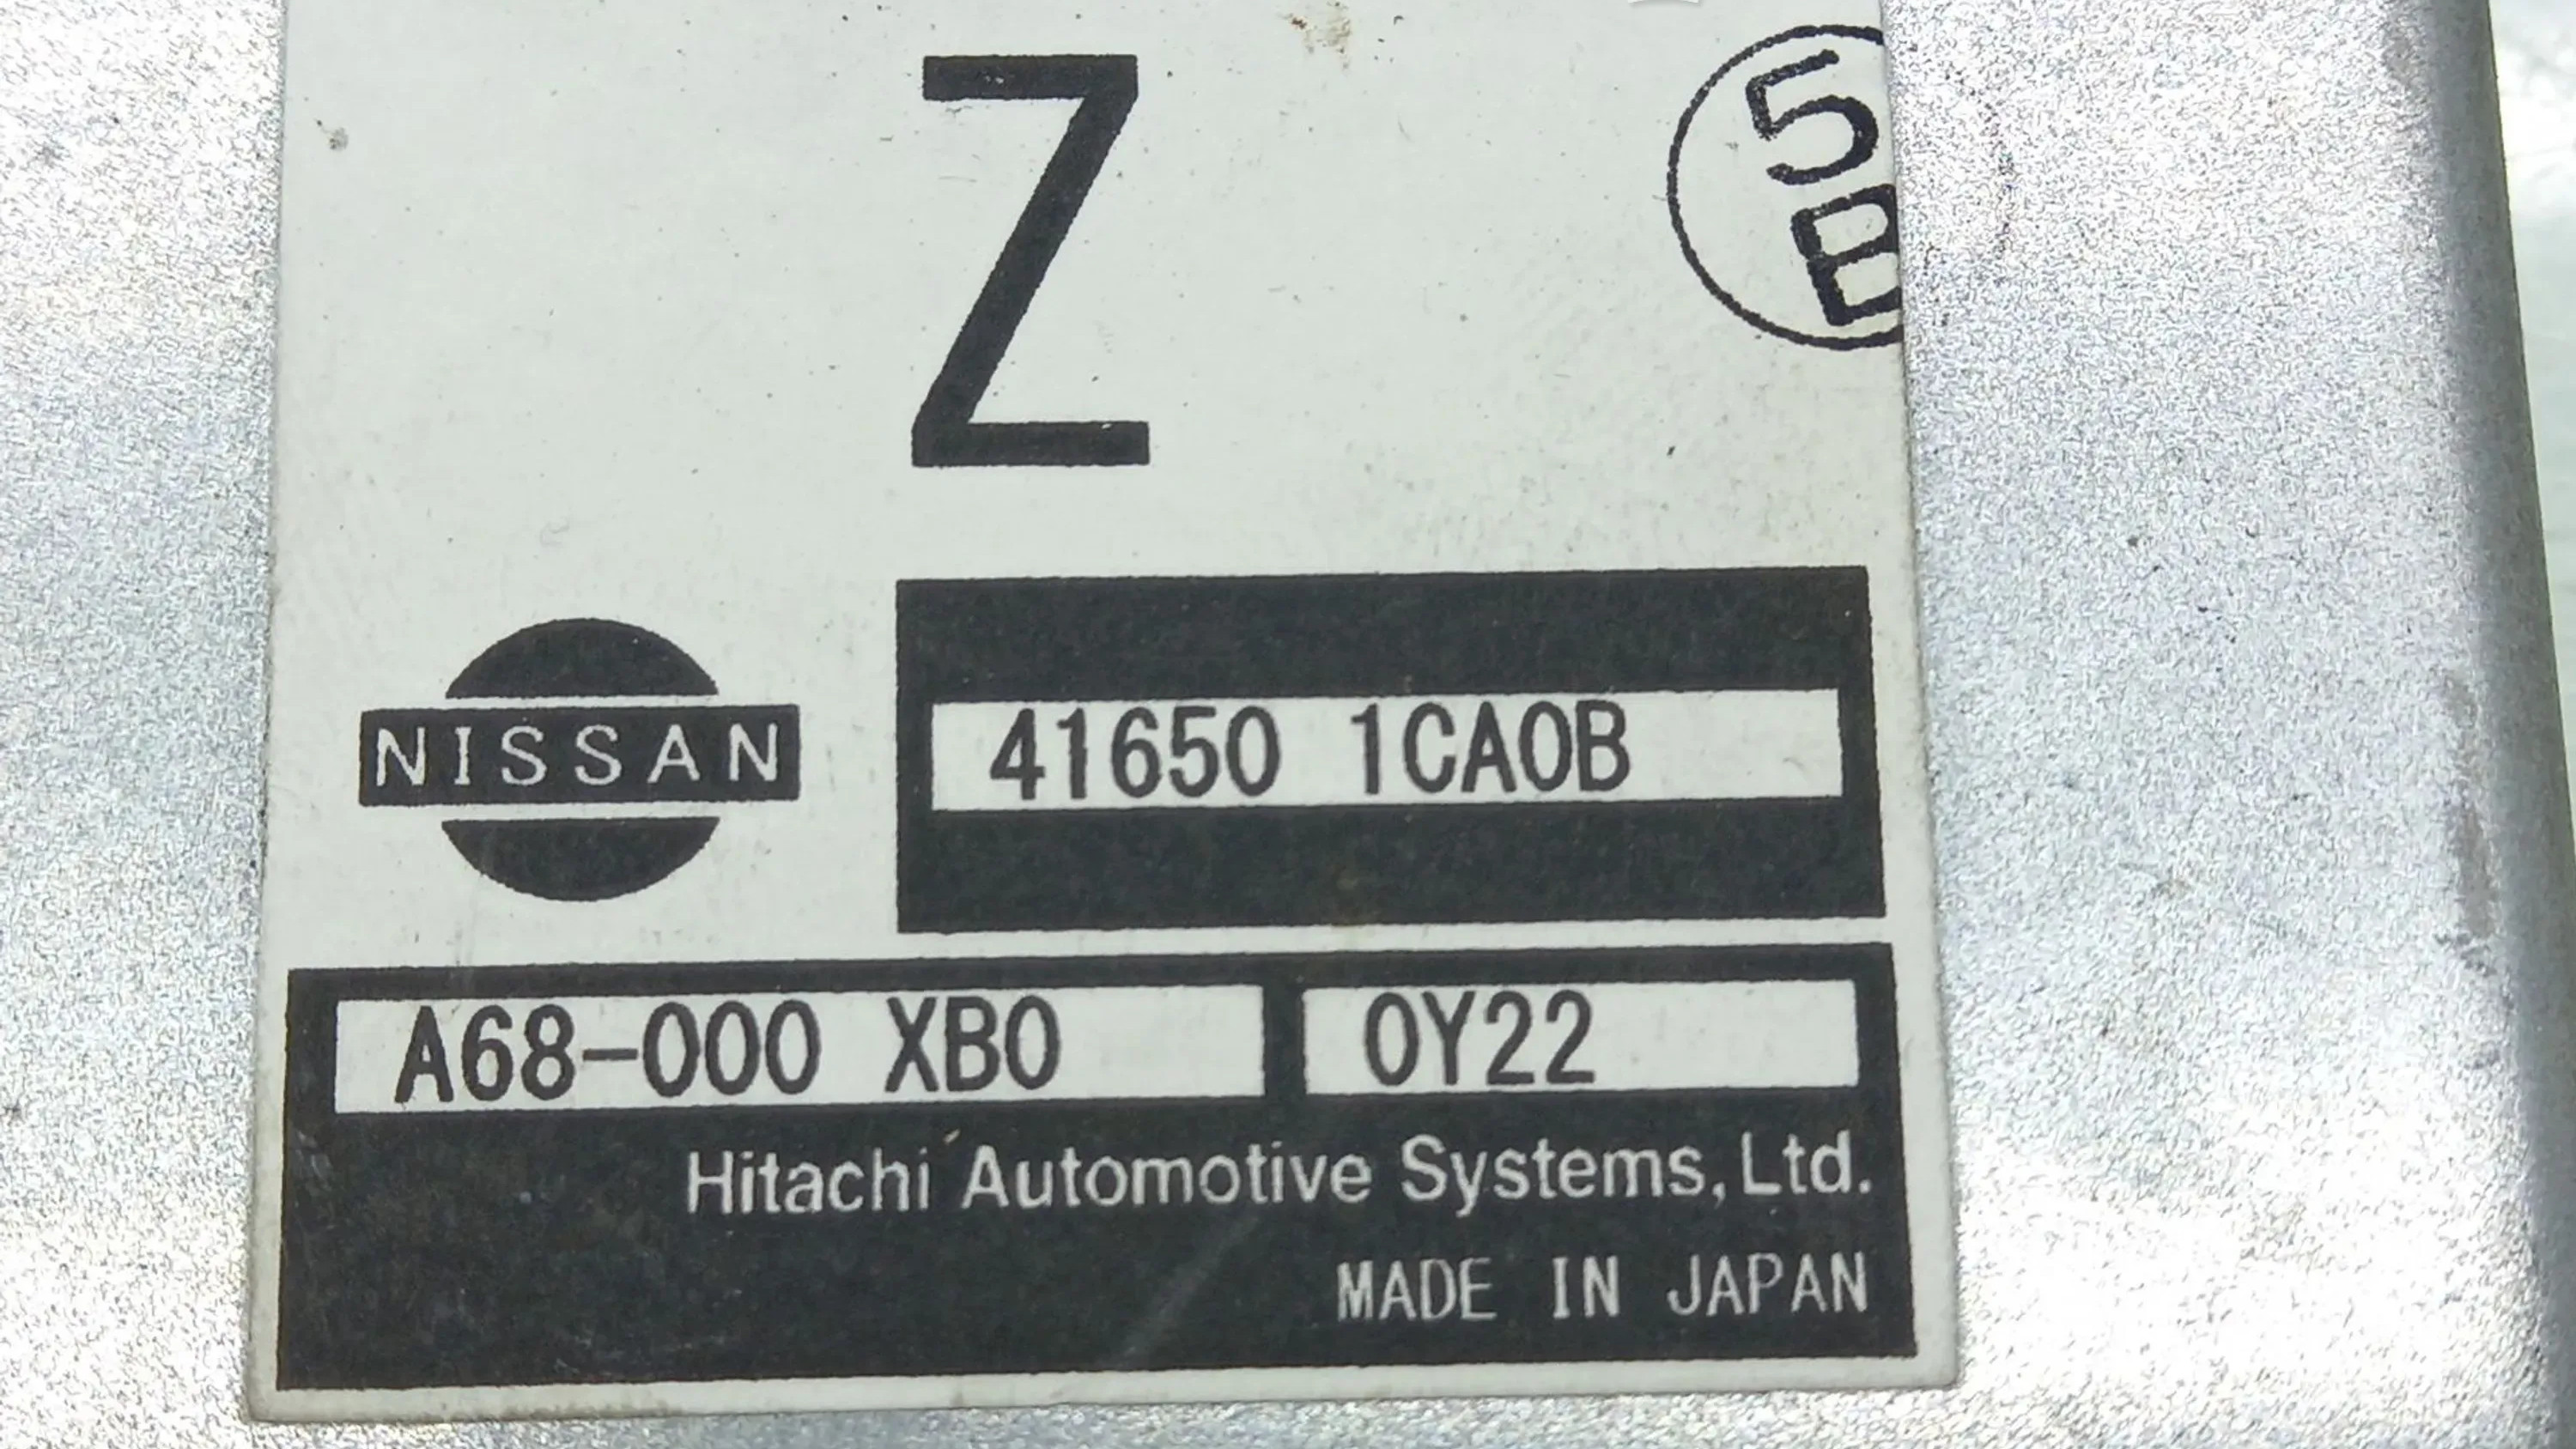 Z
5
B
NISSAN
41650 1CA0B
A68-000 XB0
0Y22
Hitachi Automotive Systems, Ltd.
MADE IN JAPAN